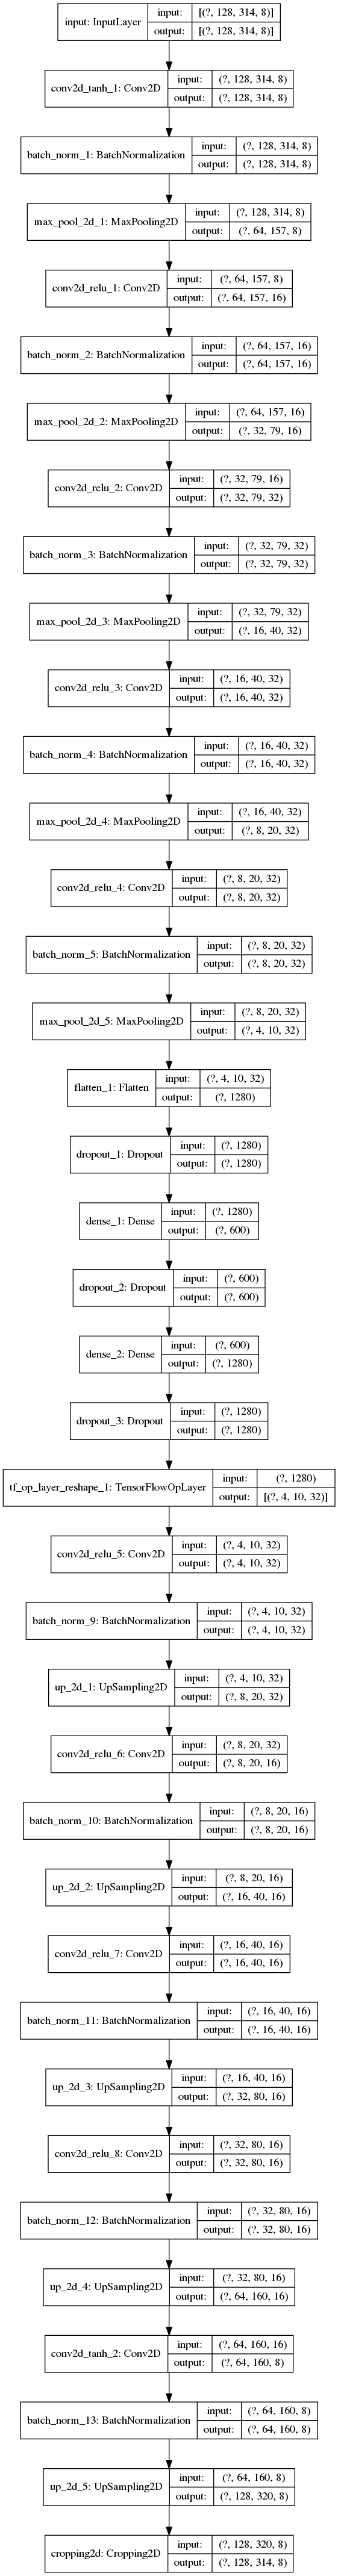 input: InputLayer input: [(?, 128, 314, 8)]
output: [(?, 128, 314, 8)]
conv2d_tanh_1: Conv2D input: (?, 128, 314, 8)
output: (?, 128, 314, 8)
batch_norm_1: BatchNormalization input: (?, 128, 314, 8)
output: (?, 128, 314, 8)
max_pool_2d_1: MaxPooling2D input: (?, 128, 314, 8)
output: (?, 64, 157, 8)
conv2d_relu_1: Conv2D input: (?, 64, 157, 8)
output: (?, 64, 157, 16)
batch_norm_2: BatchNormalization input: (?, 64, 157, 16)
output: (?, 64, 157, 16)
max_pool_2d_2: MaxPooling2D input: (?, 64, 157, 16)
output: (?, 32, 79, 16)
conv2d_relu_2: Conv2D input: (?, 32, 79, 16)
output: (?, 32, 79, 32)
batch_norm_3: BatchNormalization input: (?, 32, 79, 32)
output: (?, 32, 79, 32)
max_pool_2d_3: MaxPooling2D input: (?, 32, 79, 32)
output: (?, 16, 40, 32)
conv2d_relu_3: Conv2D input: (?, 16, 40, 32)
output: (?, 16, 40, 32)
batch_norm_4: BatchNormalization input: (?, 16, 40, 32)
output: (?, 16, 40, 32)
max_pool_2d_4: MaxPooling2D input: (?, 16, 40, 32)
output: (?, 8, 20, 32)
conv2d_relu_4: Conv2D input: (?, 8, 20, 32)
output: (?, 8, 20, 32)
batch_norm_5: BatchNormalization input: (?, 8, 20, 32)
output: (?, 8, 20, 32)
max_pool_2d_5: MaxPooling2D input: (?, 8, 20, 32)
output: (?, 4, 10, 32)
flatten_1: Flatten input: (?, 4, 10, 32)
output: (?, 1280)
dropout_1: Dropout input: (?, 1280)
output: (?, 1280)
dense_1: Dense input: (?, 1280)
output: (?, 600)
dropout_2: Dropout input: (?, 600)
output: (?, 600)
dense_2: Dense input: (?, 600)
output: (?, 1280)
dropout_3: Dropout input: (?, 1280)
output: (?, 1280)
tf_op_layer_reshape_1: TensorFlowOpLayer input: (?, 1280)
output: [(?, 4, 10, 32)]
conv2d_relu_5: Conv2D input: (?, 4, 10, 32)
output: (?, 4, 10, 32)
batch_norm_9: BatchNormalization input: (?, 4, 10, 32)
output: (?, 4, 10, 32)
up_2d_1: UpSampling2D input: (?, 4, 10, 32)
output: (?, 8, 20, 32)
conv2d_relu_6: Conv2D input: (?, 8, 20, 32)
output: (?, 8, 20, 16)
batch_norm_10: BatchNormalization input: (?, 8, 20, 16)
output: (?, 8, 20, 16)
up_2d_2: UpSampling2D input: (?, 8, 20, 16)
output: (?, 16, 40, 16)
conv2d_relu_7: Conv2D input: (?, 16, 40, 16)
output: (?, 16, 40, 16)
batch_norm_11: BatchNormalization input: (?, 16, 40, 16)
output: (?, 16, 40, 16)
up_2d_3: UpSampling2D input: (?, 16, 40, 16)
output: (?, 32, 80, 16)
conv2d_relu_8: Conv2D input: (?, 32, 80, 16)
output: (?, 32, 80, 16)
batch_norm_12: BatchNormalization input: (?, 32, 80, 16)
output: (?, 32, 80, 16)
up_2d_4: UpSampling2D input: (?, 32, 80, 16)
output: (?, 64, 160, 16)
conv2d_tanh_2: Conv2D input: (?, 64, 160, 16)
output: (?, 64, 160, 8)
batch_norm_13: BatchNormalization input: (?, 64, 160, 8)
output: (?, 64, 160, 8)
up_2d_5: UpSampling2D input: (?, 64, 160, 8)
output: (?, 128, 320, 8)
cropping2d: Cropping2D input: (?, 128, 320, 8)
output: (?, 128, 314, 8)